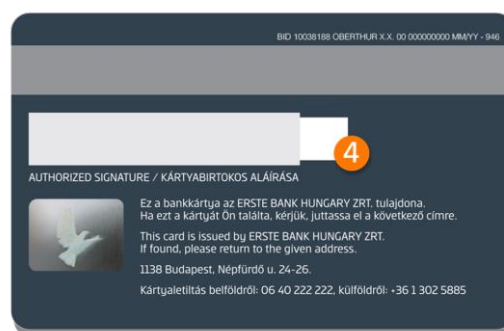 BID 10038188 OBERTHUR X.X. 00 000000000 MM/YY - 946
4
AUTHORIZED SIGNATURE / KÁRTYABIRTOKOS ALÁÍRÁSA
Ez a bankkártya az ERSTE BANK HUNGARY ZRT. tulajdona.
Ha ezt a kártyát Ön találta, kérjük, juttassa el a következő címre.
This card is issued by ERSTE BANK HUNGARY ZRT.
If found, please return to the given address.
1138 Budapest, Népfürdő u. 24-26.
Kártyaletiltás belföldről: 06 40 222 222, külföldről: +36 1 302 5885